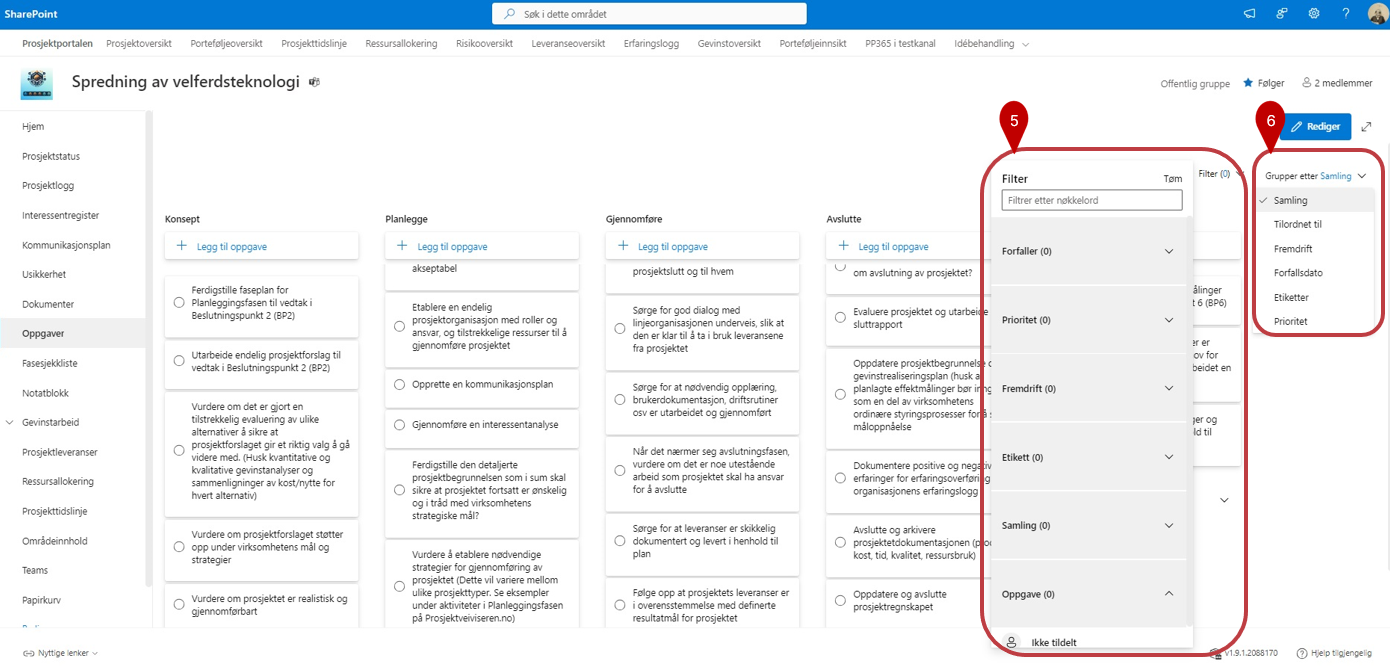 SharePoint
Søk i dette området
?
Prosjektportalen Prosjektoversikt Porteføljeoversikt Prosjekttidslinje Ressursallokering Risikooversikt Leveranseoversikt Erfaringslogg Gevinstoversikt Porteføljeinnsikt PP365 i testkanal Idébehandling
Spredning av velferdsteknologi
Offentlig gruppe Følger 2 medlemmer
Hjem
Prosjektstatus
Prosjektlogg
Interessentregister
Kommunikasjonsplan
Usikkerhet
Dokumenter
Oppgaver
Fasesjekkliste
Notatblokk
Gevinstarbeid
Prosjektleveranser
Ressursallokering
Prosjekttidslinje
Områdeinnhold
Teams
Papirkurv
Nyttige lenker
5
6
Rediger
Filter (0)
Grupper etter Samling
Samling
Tilordnet til
Fremdrift
Forfallsdato
Etiketter
Prioritet
Konsept
Legg til oppgave
Ferdigstille faseplan for
Planleggingsfasen til vedtak i
Beslutningspunkt 2 (BP2)
Utarbeide endelig prosjektforslag til
vedtak i Beslutningspunkt 2 (BP2)
Vurdere om det er gjort en
tilstrekkelig evaluering av ulike
alternativer å sikre at
prosjektforslaget gir et riktig valg å gå
videre med. (Husk kvantitative og
kvalitative gevinstanalyser og
sammenligninger av kost/nytte for
hvert alternativ)
Vurdere om prosjektforslaget støtter
opp under virksomhetens mål og
strategier
Vurdere om prosjektet er realistisk og
gjennomførbart
Planlegge
Legg til oppgave
akseptabel
Etablere en endelig
prosjektorganisasjon med roller og
ansvar, og tilstrekkelige ressurser til å
gjennomføre prosjektet
Opprette en kommunikasjonsplan
Gjennomføre en interessentanalyse
Ferdigstille den detaljerte
prosjektbegrunnelsen som i sum skal
sikre at prosjektet fortsatt er ønskelig
og i tråd med virksomhetens
strategiske mål?
Vurdere å etablere nødvendige
strategier for gjennomføring av
prosjektet (Dette vil variere mellom
ulike prosjekttyper. Se eksempler
under aktiviteter i Planleggingsfasen
på Prosjektveiviseren.no)
Gjennomføre
Legg til oppgave
prosjektslutt og til hvem
Sørge for god dialog med
linjeorganisasjonen underveis, slik at
den er klar til å ta i bruk leveransene
fra prosjektet
Sørge for at nødvendig opplæring,
brukerdokumentasjon, driftsrutiner
osv er utarbeidet og gjennomført
Når det nærmer seg avslutningsfasen,
vurdere om det er noe utestående
arbeid som prosjektet skal ha ansvar
for å avslutte
Sørge for at leveranser er skikkelig
dokumentert og levert i henhold til
plan
Følge opp at prosjektets leveranser er
i overensstemmelse med definerte
resultatmål for prosjektet
Avslutte
Legg til oppgave
om avslutning av prosjektet?
Evaluere prosjektet og utarbeide
sluttrapport
Oppdatere prosjektbegrunnelse
gevinstrealiseringsplan (husk a
planlagte effektmålinger bør inng
som en del av virksomhetens
ordinære styringsprosesser for å s
måloppnåelse
Dokumentere positive og negativ
erfaringer for erfaringsoverføring
organisasjonens erfaringslogg
Avslutte og arkivere
prosjektdokumentasjonen (prod
kost, tid, kvalitet, ressursbruk)
Oppdatere og avslutte
prosjektregnskapet
Filter Tøm
Filtrer etter nøkkelord
Forfaller (0)
Prioritet (0)
Fremdrift (0)
Etikett (0)
Samling (0)
Oppgave (0)
Ikke tildelt
målinger
t 6 (BP6)
er er
ov for
beidet en
ger og
ld til
v1.9.1.2088170
Hjelp tilgjengelig